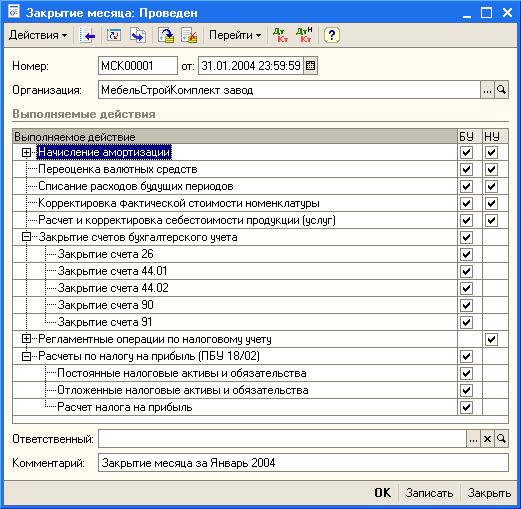 Закрытие месяца: Проведен
Действия Перейти Дт Кт Дт Н Кт ?
Номер: МСК00001 от: 31.01.2004 23:59:59
Организация: МебельСтройКомплект завод ...
Выполняемые действия
Выполняемое действие БУ НУ
Начисление амортизации
Переоценка валютных средств
Списание расходов будущих периодов
Корректировка фактической стоимости номенклатуры
Расчет и корректировка себестоимости продукции (услуг)
Закрытие счетов бухгалтерского учета
Закрытие счета 26
Закрытие счета 44.01
Закрытие счета 44.02
Закрытие счета 90
Закрытие счета 91
Регламентные операции по налоговому учету
Расчеты по налогу на прибыль (ПБУ 18/02)
Постоянные налоговые активы и обязательства
Отложенные налоговые активы и обязательства
Расчет налога на прибыль
Ответственный: ...
Комментарий: Закрытие месяца за Январь 2004
OK Записать Закрыть